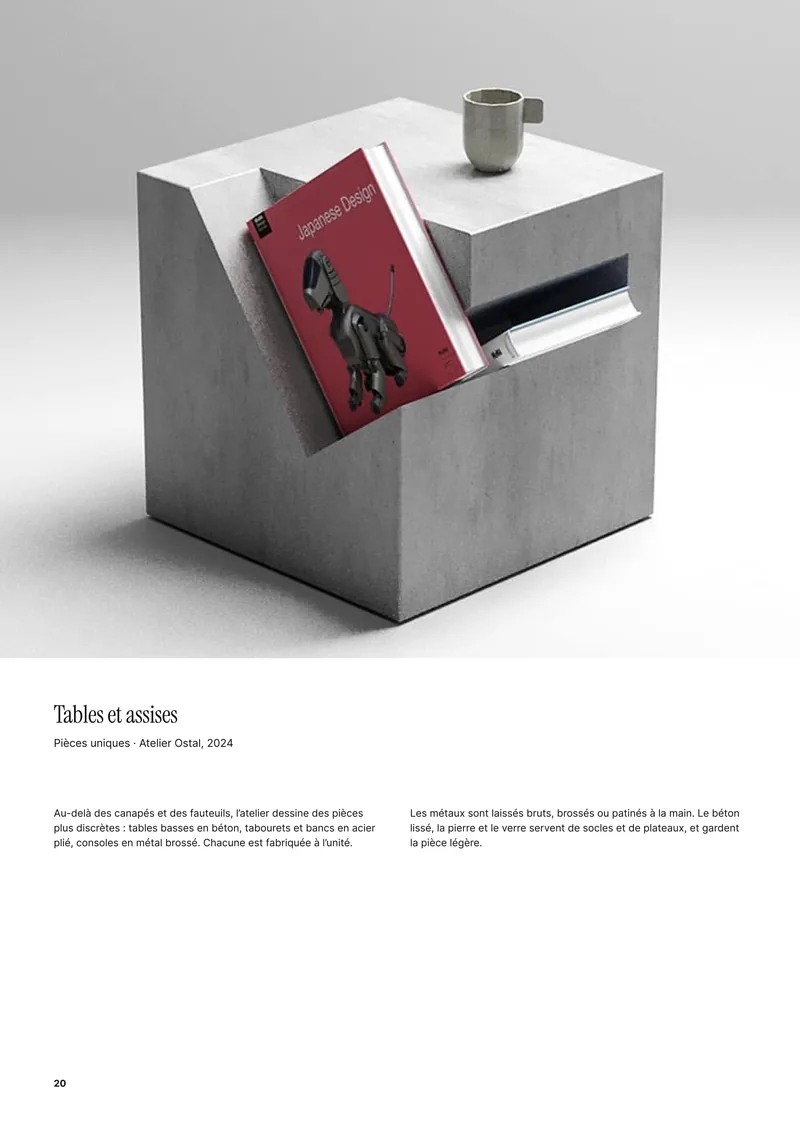 Japanese Design
Tables et assises
Pièces uniques · Atelier Ostal, 2024
Au-delà des canapés et des fauteuils, l’atelier dessine des pièces
plus discrètes : tables basses en béton, tabourets et bancs en acier
plié, consoles en métal brossé. Chacune est fabriquée à l’unité.
Les métaux sont laissés bruts, brossés ou patinés à la main. Le béton
lissé, la pierre et le verre servent de socles et de plateaux, et gardent
la pièce légère.
20